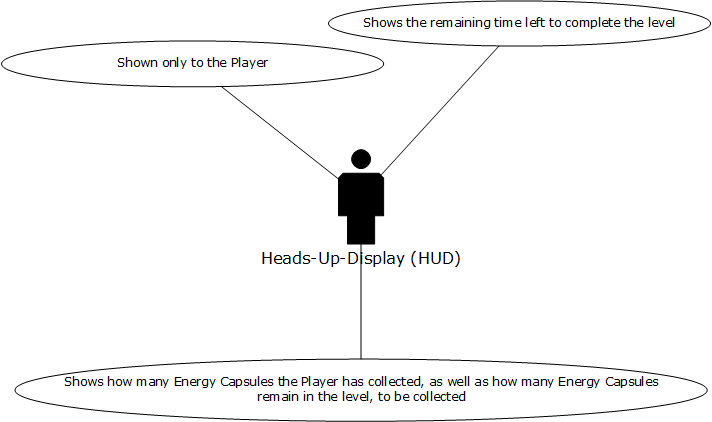 Shows the remaining time left to complete the level
Shown only to the Player
Heads-Up-Display (HUD)
Shows how many Energy Capsules the Player has collected, as well as how many Energy Capsules
remain in the level, to be collected